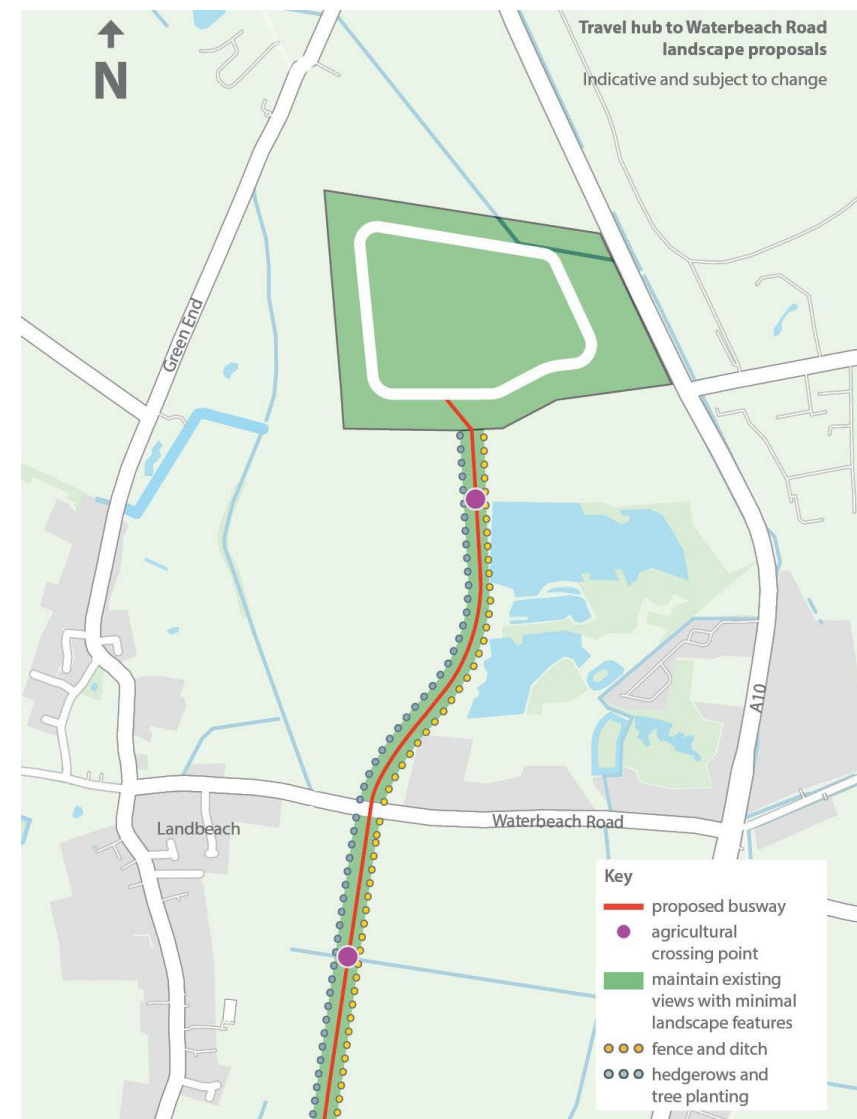 Travel hub to Waterbeach Road
landscape proposals
Indicative and subject to change
N
Green End
A10
Landbeach
Waterbeach Road
Key
proposed busway
agricultural
crossing point
maintain existing
views with minimal
landscape features
fence and ditch
hedgerows and
tree planting